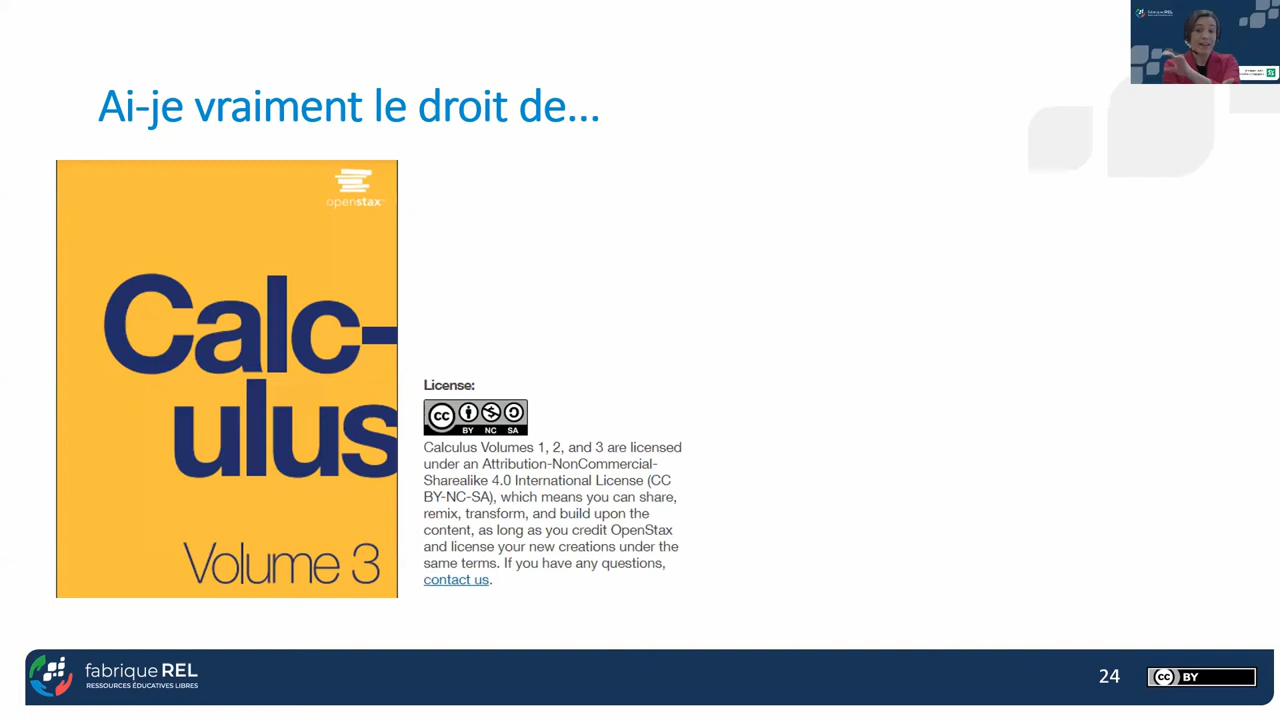 Ai-je vraiment le droit de...
openstax
Calc-
ulus
Volume 3
License:
cc
BY NC SA
Calculus Volumes 1, 2, and 3 are licensed
under an Attribution-NonCommercial-
Sharealike 4.0 International License (CC
BY-NC-SA), which means you can share,
remix, transform, and build upon the
content, as long as you credit OpenStax
and license your new creations under the
same terms. If you have any questions,
contact us.
fabrique REL
RESSOURCES ÉDUCATIVES LIBRES
24
cc BY